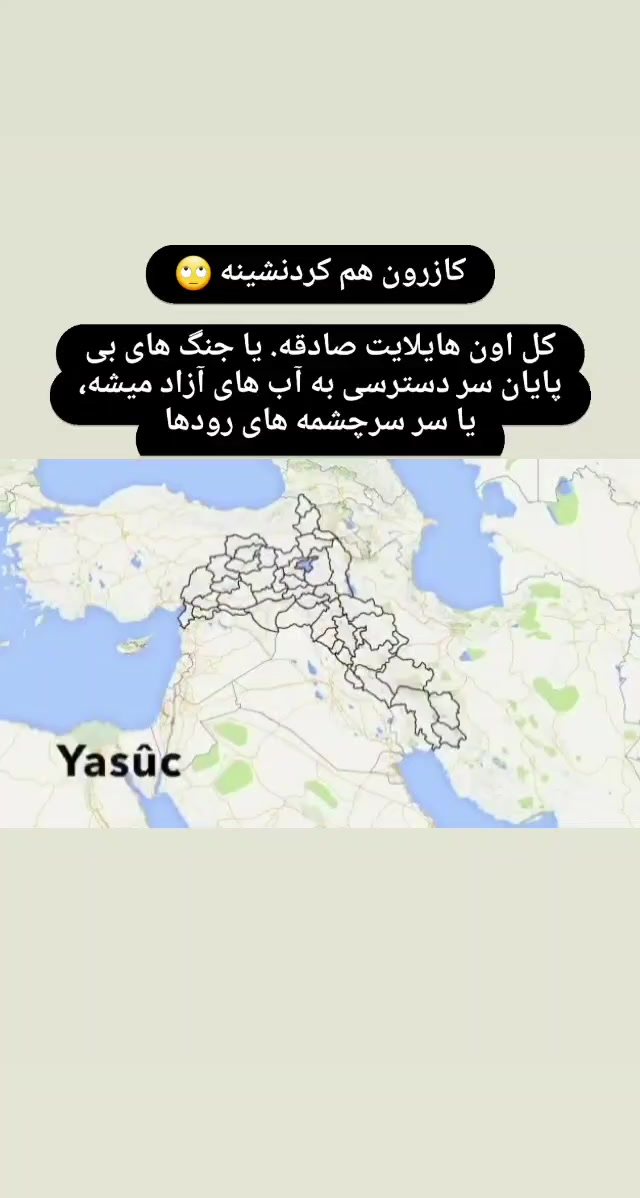 کازرون هم کردنشینه 🙄
کل اون هایلایت صادقه. یا جنگ های بی
پایان سر دسترسی به آب های آزاد میشه،
یا سر سرچشمه های رودها
Yasûc